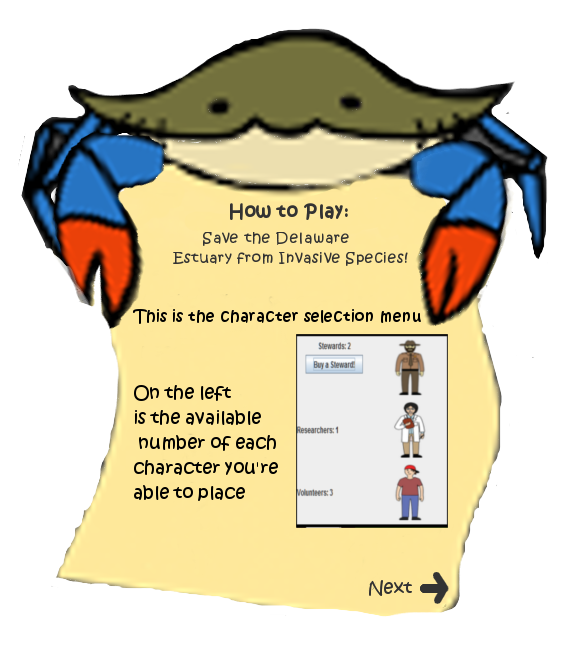 How to Play:
Save the Delaware
Estuary from Invasive Species!
This is the character selection menu
Stewards: 2
Buy a Steward!
Researchers: 1
Volunteers: 3
On the left
is the available
number of each
character you're
able to place
Next